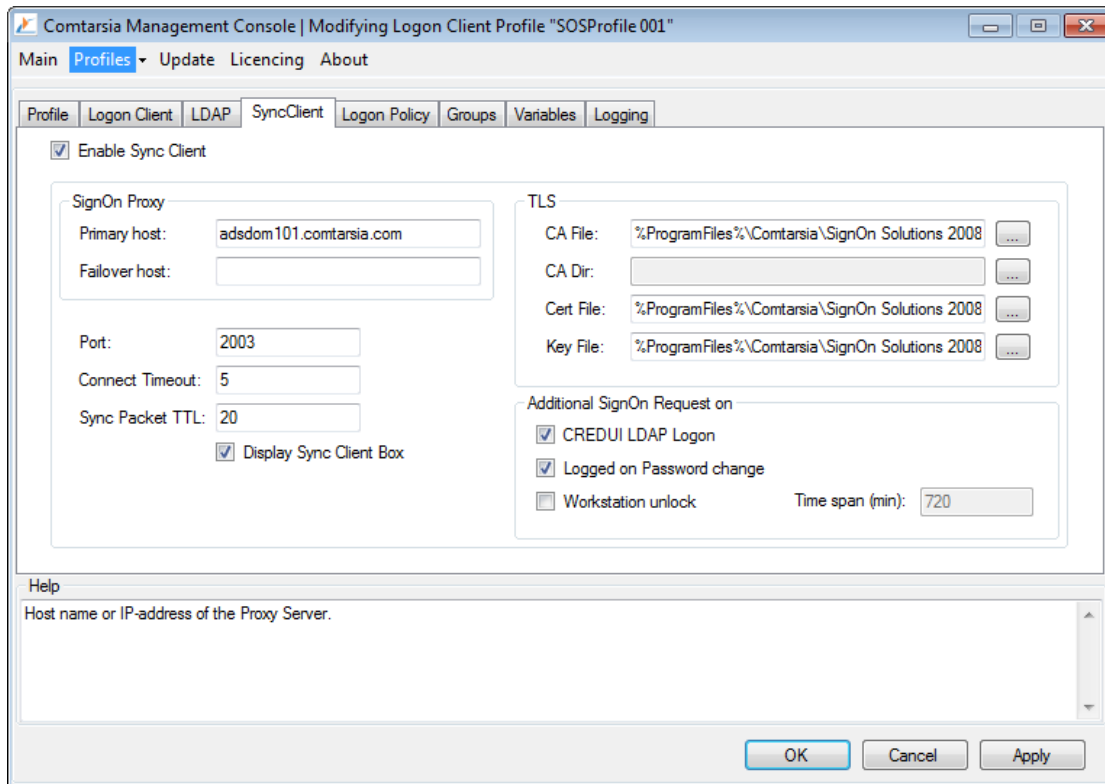 Comtarsia Management Console | Modifying Logon Client Profile "SOSProfile 001"
Main Profiles Update Licencing About
Profile Logon Client LDAP SyncClient Logon Policy Groups Variables Logging
Enable Sync Client
SignOn Proxy
Primary host: adsdom101.comtarsia.com
Failover host:
Port: 2003
Connect Timeout: 5
Sync Packet TTL: 20
Display Sync Client Box
TLS
CA File: %ProgramFiles%\Comtarsia\SignOn Solutions 2008 ...
CA Dir: ...
Cert File: %ProgramFiles%\Comtarsia\SignOn Solutions 2008 ...
Key File: %ProgramFiles%\Comtarsia\SignOn Solutions 2008 ...
Additional SignOn Request on
CREDUI LDAP Logon
Logged on Password change
Workstation unlock Time span (min): 720
Help
Host name or IP-address of the Proxy Server.
OK Cancel Apply